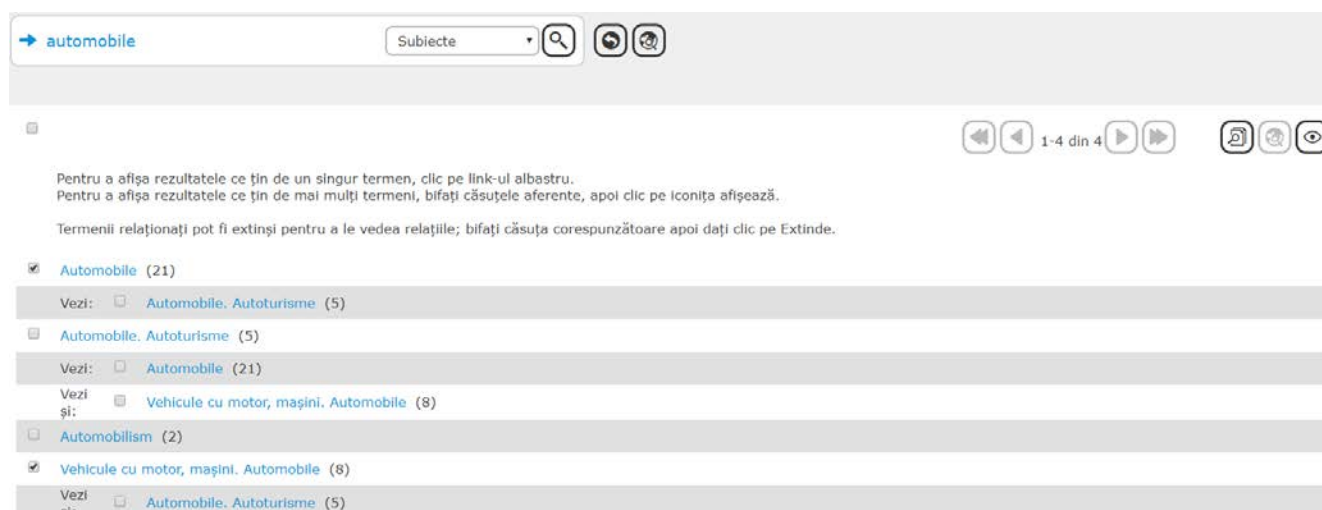 automobile
Subiecte
1-4 din 4
Pentru a afișa rezultatele ce țin de un singur termen, clic pe link-ul albastru.
Pentru a afișa rezultatele ce țin de mai mulți termeni, bifați căsuțele aferente, apoi clic pe iconița afișează.
Termenii relaționați pot fi extinși pentru a le vedea relațiile; bifați căsuța corespunzătoare apoi dați clic pe Extinde.
Automobile (21)
Vezi: Automobile. Autoturisme (5)
Automobile. Autoturisme (5)
Vezi: Automobile (21)
Vezi
și: Vehicule cu motor, mașini. Automobile (8)
Automobilism (2)
Vehicule cu motor, mașini. Automobile (8)
Vezi
Automobile. Autoturisme (5)